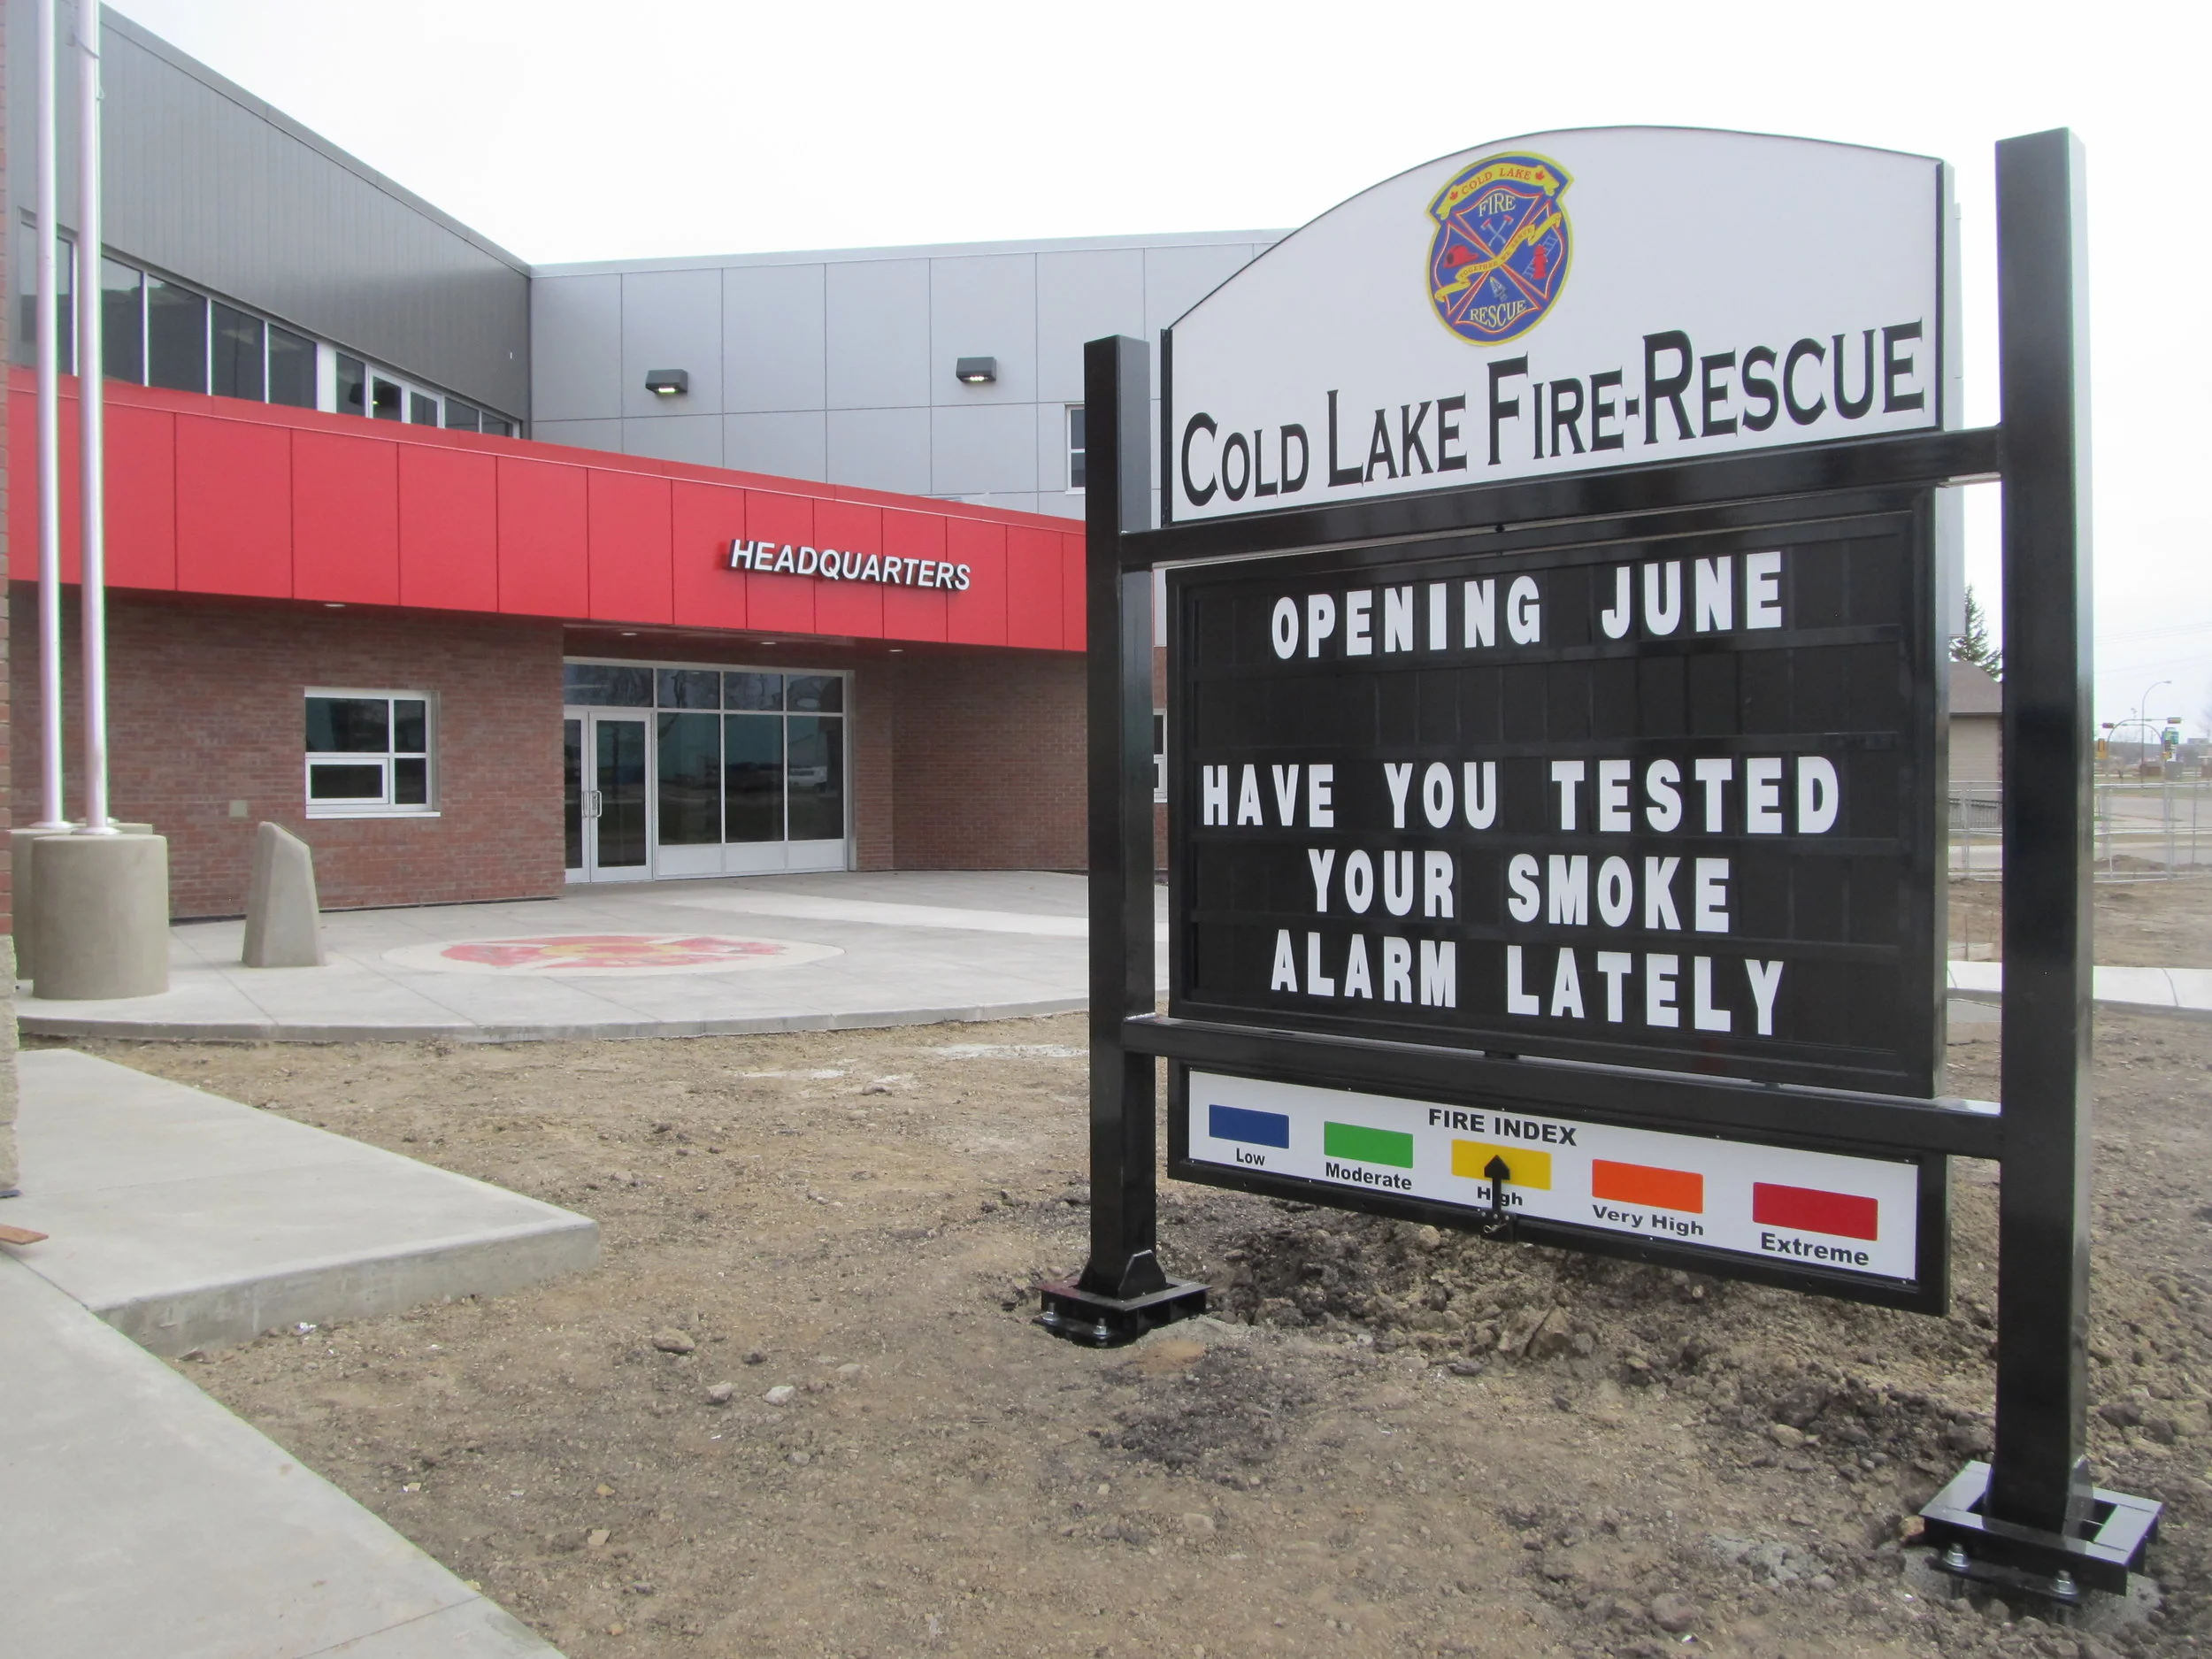 COLD LAKE
FIRE
RESCUE
COLD LAKE FIRE-RESCUE
HEADQUARTERS
OPENING JUNE
HAVE YOU TESTED
YOUR SMOKE
ALARM LATELY
FIRE INDEX
Low Moderate High Very High Extreme